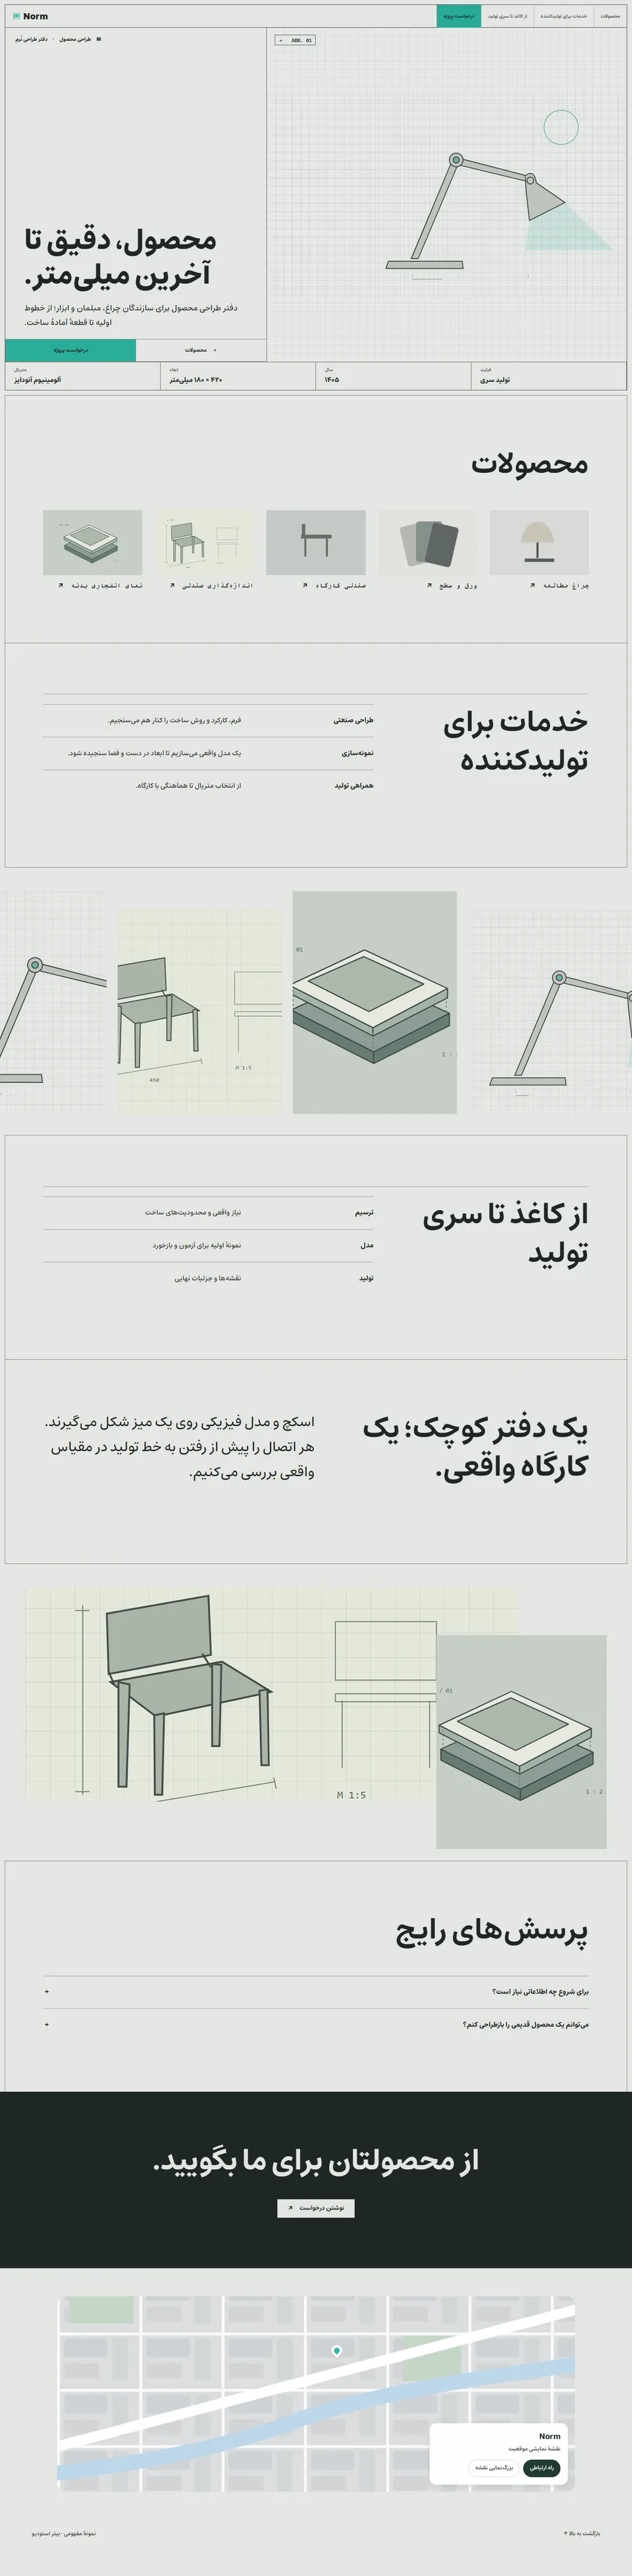 Norm
محصولات
خدمات برای تولیدکننده
از کاغذ تا سری تولید
درخواست پروژه
طراحی محصول · دفتر طراحی نُرم
ABB. 01 +
محصول، دقیق تا
آخرین میلی‌متر.
دفتر طراحی محصول برای سازندگان چراغ، مبلمان و ابزار؛ از خطوط
اولیه تا قطعهٔ آمادهٔ ساخت.
محصولات +
درخواست پروژه
فرایند
تولید سری
سال
۱۴۰۵
ابعاد
۴۲۰ × ۱۸۰ میلی‌متر
متریال
آلومینیوم آنودایز
محصولات
چراغ مطالعه ↗
ورق و سطح ↗
صندلی کارگاه ↗
اندازه‌گذاری صندلی ↗
نمای انفجاری بدنه ↗
خدمات برای
تولیدکننده
طراحی صنعتی
فرم، کارکرد و روش ساخت را کنار هم می‌سنجیم.
نمونه‌سازی
یک مدل واقعی می‌سازیم تا ابعاد در دست و فضا سنجیده شود.
همراهی تولید
از انتخاب متریال تا هماهنگی با کارگاه.
01
1 :
450
M 1:5
از کاغذ تا سری
تولید
ترسیم
نیاز واقعی و محدودیت‌های ساخت
مدل
نمونهٔ اولیه برای آزمون و بازخورد
تولید
نقشه‌ها و جزئیات نهایی
یک دفتر کوچک؛ یک
کارگاه واقعی.
اسکچ و مدل فیزیکی روی یک میز شکل می‌گیرند.
هر اتصال را پیش از رفتن به خط تولید در مقیاس
واقعی بررسی می‌کنیم.
M 1:5
/ 01
1 : 2
پرسش‌های رایج
برای شروع چه اطلاعاتی نیاز است؟ +
می‌توانم یک محصول قدیمی را بازطراحی کنم؟ +
از محصولتان برای ما بگویید.
نوشتن درخواست ↗
Norm
نقشهٔ نمایشی موقعیت
راه ارتباطی
بزرگ‌نمایی نقشه
بازگشت به بالا ↑
نمونهٔ مفهومی · بیتر استودیو